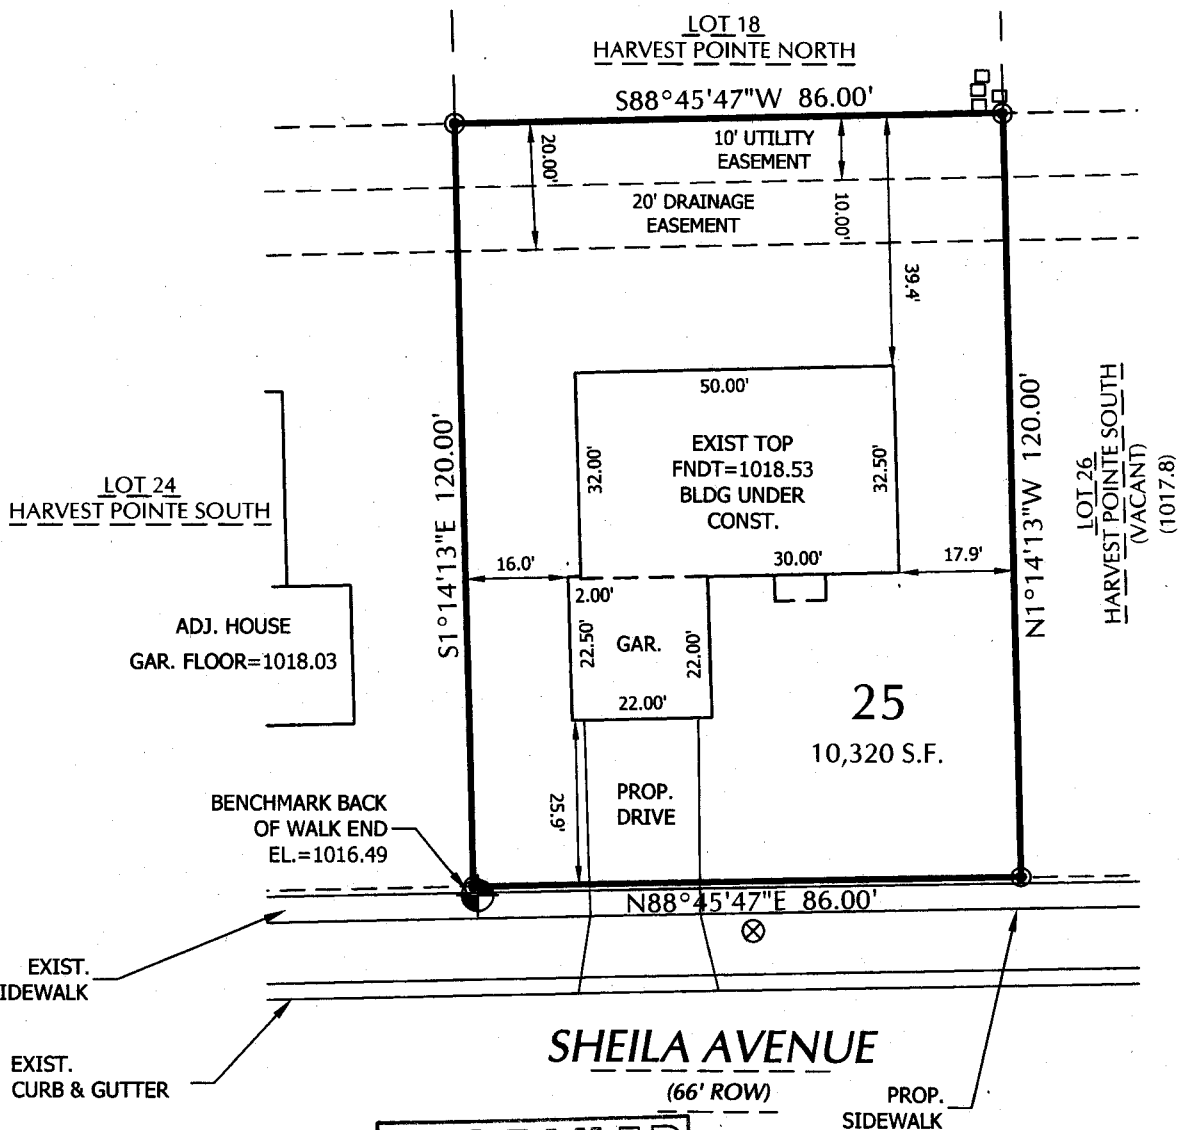 LOT 18
HARVEST POINTE NORTH
S88°45'47"W 86.00'
10' UTILITY
EASEMENT
20.00'
20' DRAINAGE
EASEMENT
10.00'
39.4'
50.00'
EXIST TOP
FNDT=1018.53
BLDG UNDER
CONST.
32.00'
32.50'
30.00'
S1°14'13"E 120.00'
N1°14'13"W 120.00'
LOT 26
HARVEST POINTE SOUTH
(VACANT)
(1017.8)
LOT 24
HARVEST POINTE SOUTH
16.0'
17.9'
2.00'
22.50'
GAR.
22.00'
22.00'
ADJ. HOUSE
GAR. FLOOR=1018.03
25
10,320 S.F.
25.9'
PROP.
DRIVE
BENCHMARK BACK
OF WALK END
EL.=1016.49
N88°45'47"E 86.00'
EXIST.
IDEWALK
EXIST.
CURB & GUTTER
SHEILA AVENUE
(66' ROW)
PROP.
SIDEWALK